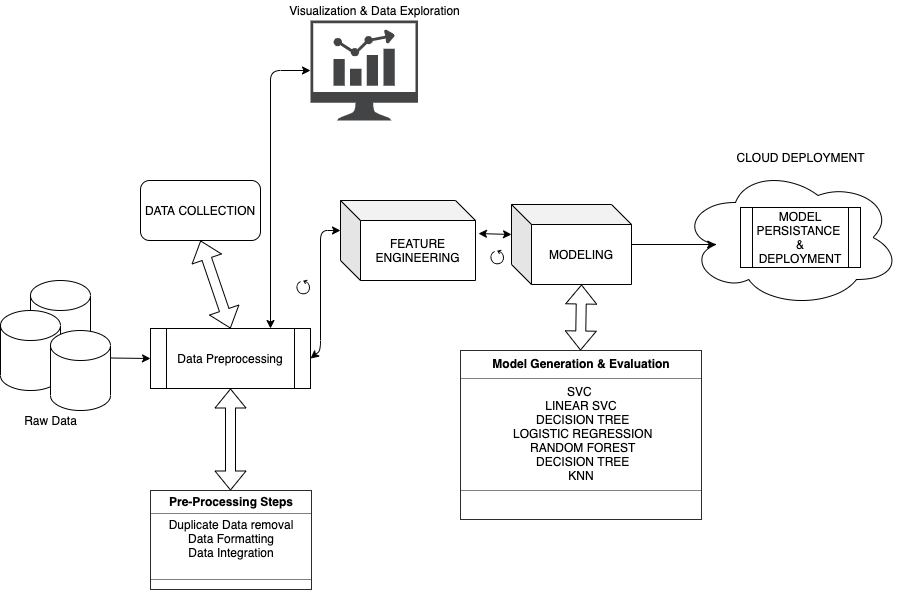 Visualization & Data Exploration
CLOUD DEPLOYMENT
DATA COLLECTION
MODEL
PERSISTANCE
&
DEPLOYMENT
FEATURE
ENGINEERING
MODELING
Data Preprocessing
Raw Data
Model Generation & Evaluation
SVC
LINEAR SVC
DECISION TREE
LOGISTIC REGRESSION
RANDOM FOREST
DECISION TREE
KNN
Pre-Processing Steps
Duplicate Data removal
Data Formatting
Data Integration